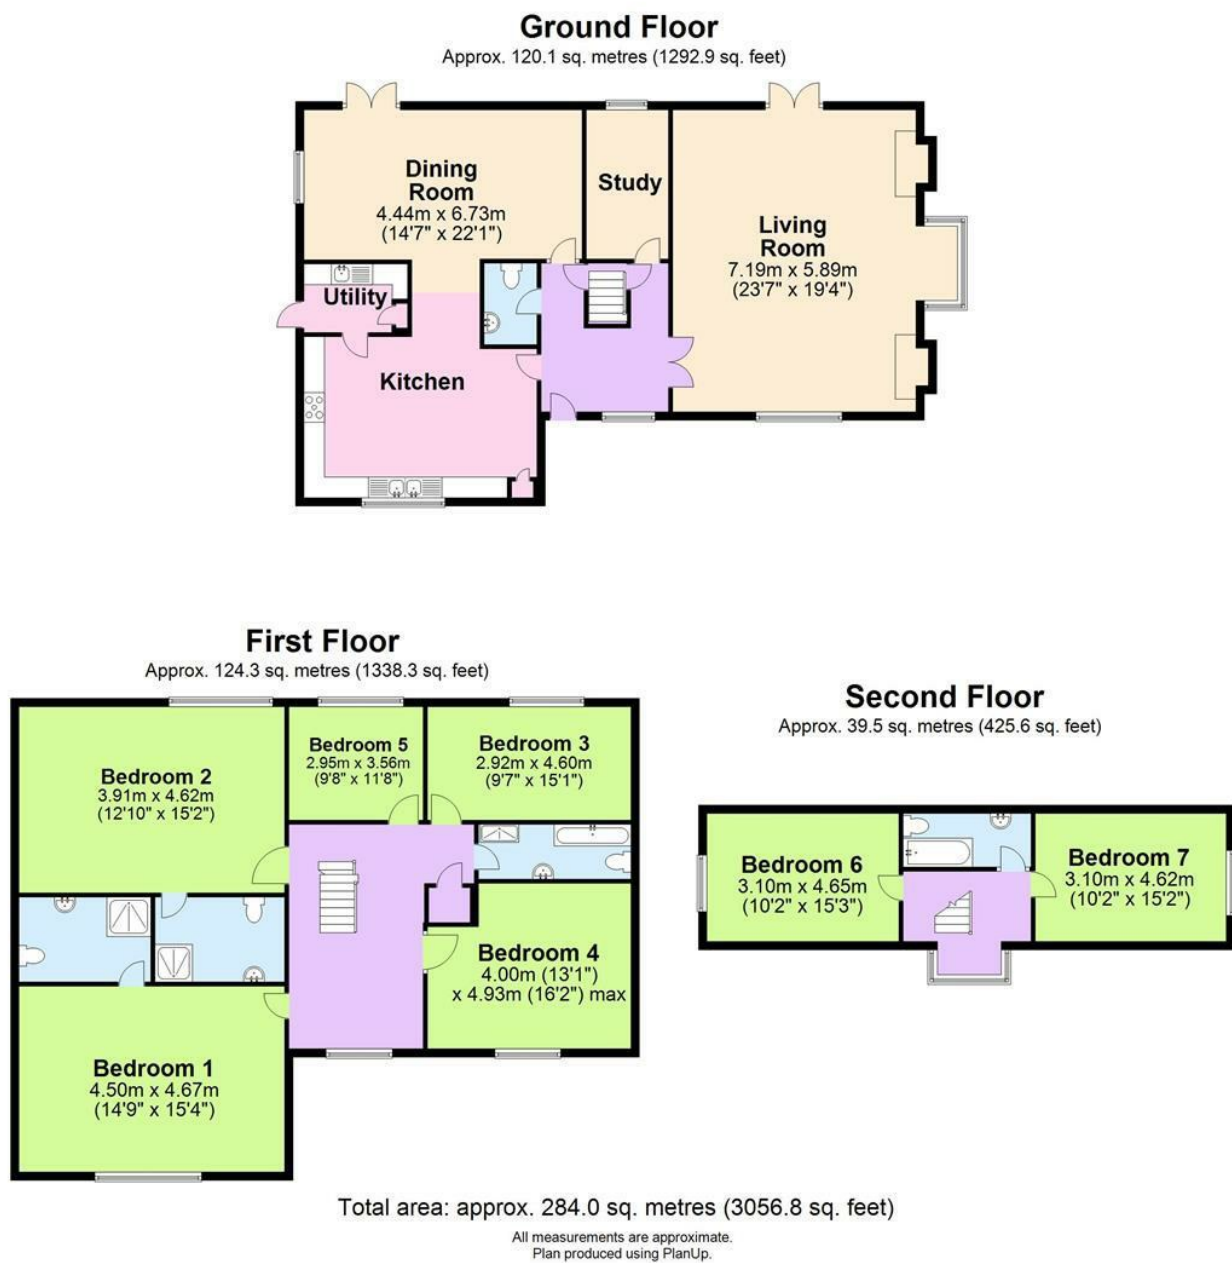 Ground Floor
Approx. 120.1 sq. metres (1292.9 sq. feet)
Dining
Room
4.44m x 6.73m
(14'7" x 22'1")
Study
Living
Room
7.19m x 5.89m
(23'7" x 19'4")
Utility
Kitchen
First Floor
Approx. 124.3 sq. metres (1338.3 sq. feet)
Bedroom 2
3.91m x 4.62m
(12'10" x 15'2")
Bedroom 5
2.95m x 3.56m
(9'8" x 11'8")
Bedroom 3
2.92m x 4.60m
(9'7" x 15'1")
Bedroom 4
4.00m (13'1")
x 4.93m (16'2") max
Bedroom 1
4.50m x 4.67m
(14'9" x 15'4")
Second Floor
Approx. 39.5 sq. metres (425.6 sq. feet)
Bedroom 6
3.10m x 4.65m
(10'2" x 15'3")
Bedroom 7
3.10m x 4.62m
(10'2" x 15'2")
Total area: approx. 284.0 sq. metres (3056.8 sq. feet)
All measurements are approximate.
Plan produced using PlanUp.